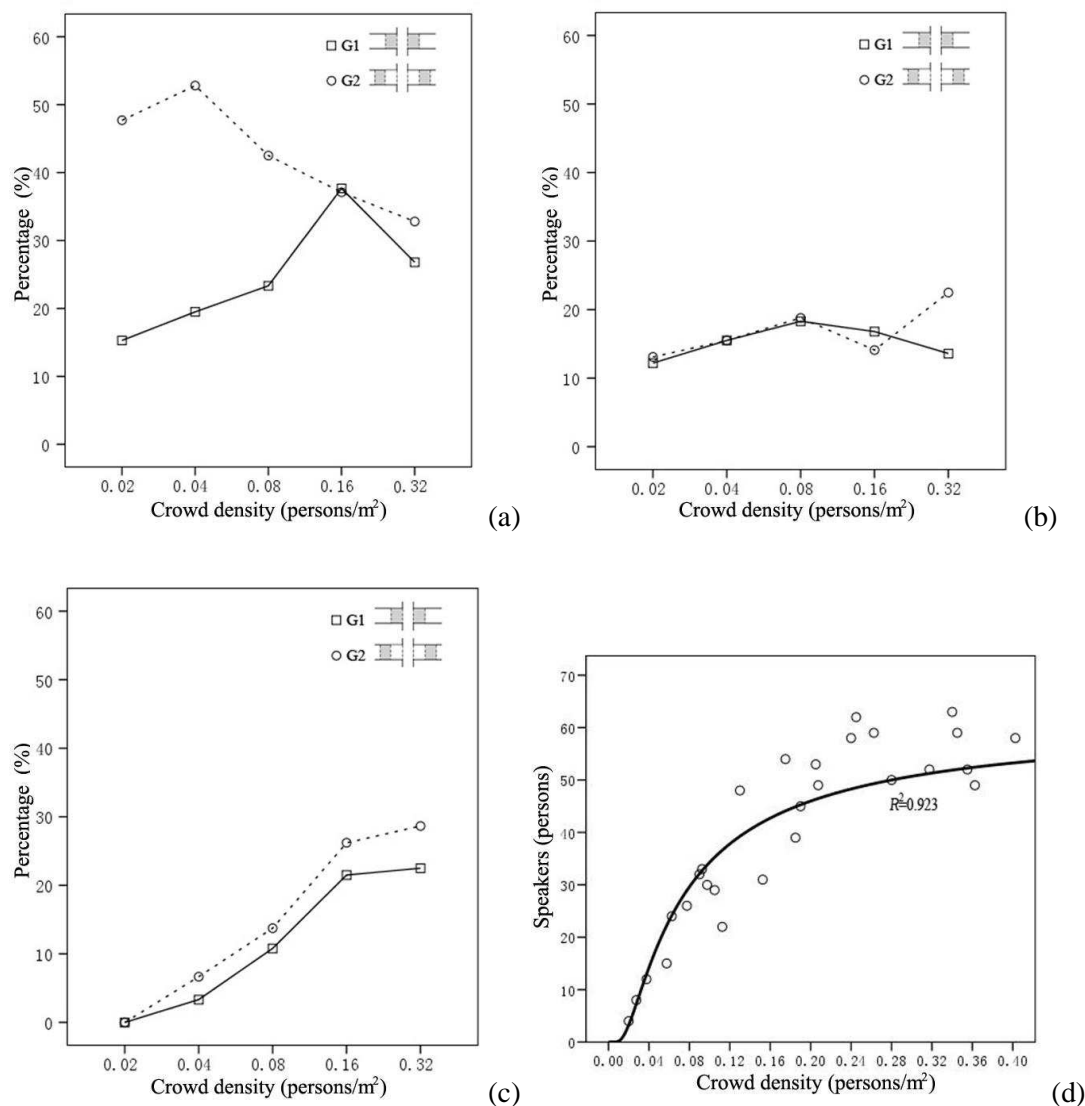 60
50
40
30
20
10
0
Percentage (%)
G1
G2
0.02 0.04 0.08 0.16 0.32
Crowd density (persons/m²)
(a)
60
50
40
30
20
10
0
Percentage (%)
G1
G2
0.02 0.04 0.08 0.16 0.32
Crowd density (persons/m²)
(b)
60
50
40
30
20
10
0
Percentage (%)
G1
G2
0.02 0.04 0.08 0.16 0.32
Crowd density (persons/m²)
(c)
70
60
50
40
30
20
10
0
Speakers (persons)
R²=0.923
0.00 0.01 0.08 0.12 0.16 0.20 0.21 0.28 0.32 0.36 0.40
Crowd density (persons/m²)
(d)